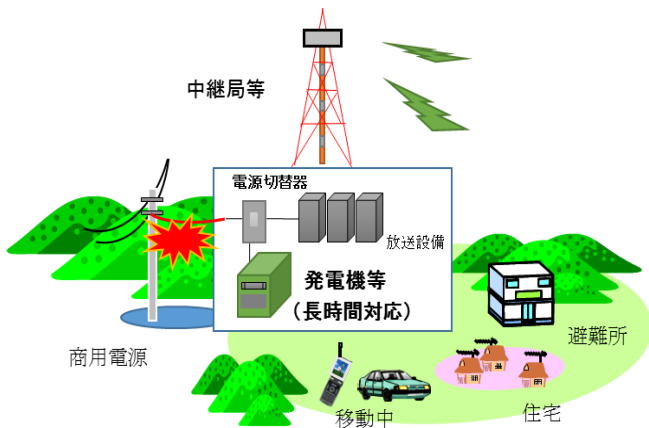 中継局等
電源切替器
放送設備
発電機等
（長時間対応）
商用電源
避難所
移動中
住宅